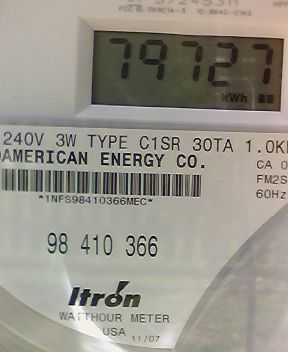 79727
kWh
240V 3W TYPE C1SR 30TA 1.0K
AMERICAN ENERGY CO.
CA 0
FM2S
60Hz
*1NFS98410366MEC*
98 410 366
Itrón
WATTHOUR METER
USA 11/07